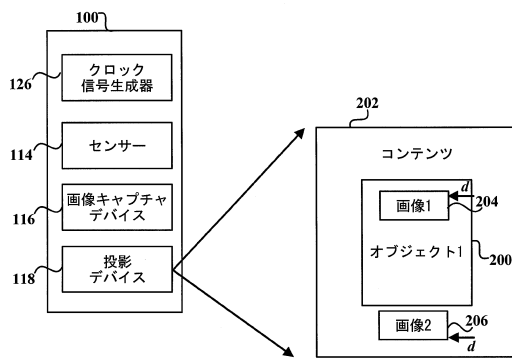 100
126
クロック
信号生成器
114
センサー
116
画像キャプチャ
デバイス
118
投影
デバイス
202
コンテンツ
画像1
d
204
オブジェクト1
200
画像2
206
d